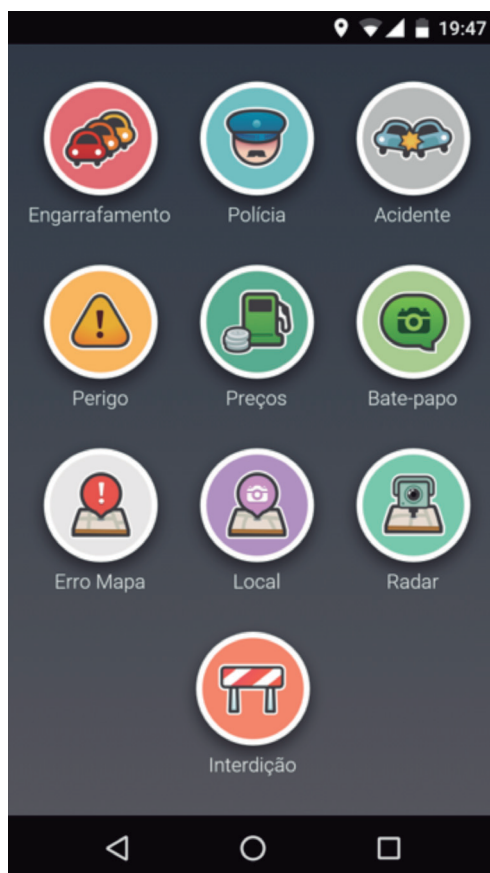 19:47
Engarrafamento
Polícia
Acidente
Perigo
Preços
Bate-papo
Erro Mapa
Local
Radar
Interdição